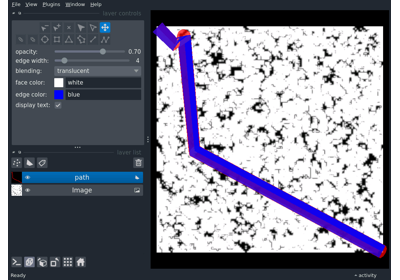 File View Plugins Window Help
layer controls
opacity: 0.70
edge width: 4
blending: translucent
face color: white
edge color: blue
display text:
layer list
path
Image
Ready
activity